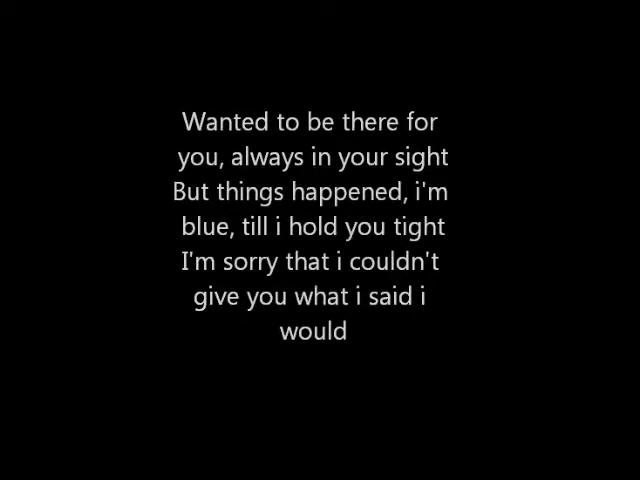 Wanted to be there for
you, always in your sight
But things happened, i'm
blue, till i hold you tight
I'm sorry that i couldn't
give you what i said i
would